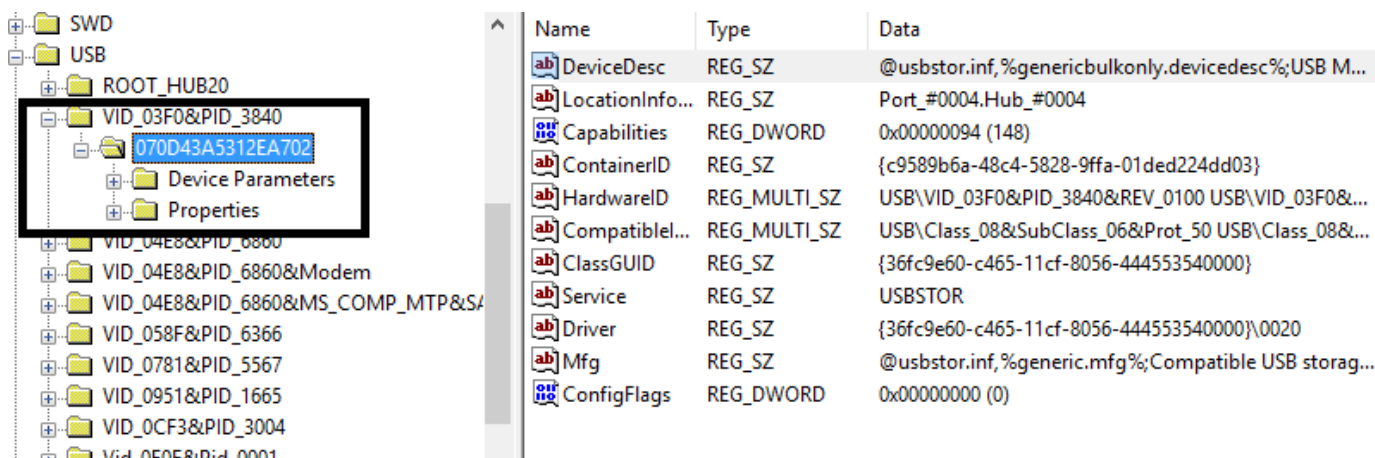 SWD
USB
ROOT_HUB20
VID_03F0&PID_3840
070D43A5312EA702
Device Parameters
Properties
VID_04E8&PID_6860
VID_04E8&PID_6860&Modem
VID_04E8&PID_6860&MS_COMP_MTP&SA
VID_058F&PID_6366
VID_0781&PID_5567
VID_0951&PID_1665
VID_0CF3&PID_3004
Name Type Data
DeviceDesc REG_SZ @usbstor.inf,%genericbulkonly.devicedesc%;USB M...
LocationInfo... REG_SZ Port_#0004.Hub_#0004
Capabilities REG_DWORD 0x00000094 (148)
ContainerID REG_SZ {c9589b6a-48c4-5828-9ffa-01ded224dd03}
HardwareID REG_MULTI_SZ USB\VID_03F0&PID_3840&REV_0100 USB\VID_03F0&...
CompatibleI... REG_MULTI_SZ USB\Class_08&SubClass_06&Prot_50 USB\Class_08&...
ClassGUID REG_SZ {36fc9e60-c465-11cf-8056-444553540000}
Service REG_SZ USBSTOR
Driver REG_SZ {36fc9e60-c465-11cf-8056-444553540000}\0020
Mfg REG_SZ @usbstor.inf,%generic.mfg%;Compatible USB storag...
ConfigFlags REG_DWORD 0x00000000 (0)